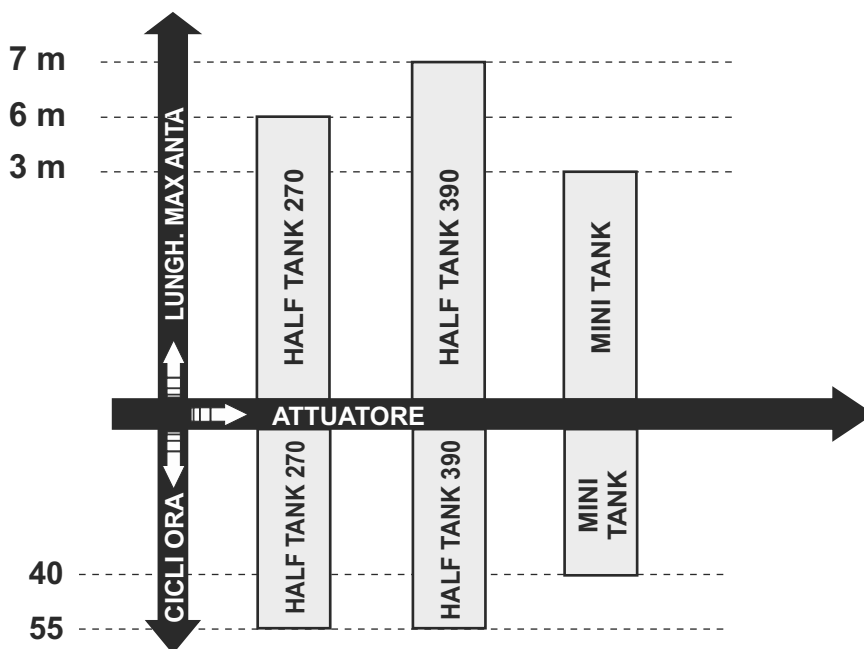 7 m
6 m
3 m
LUNGH. MAX ANTA
HALF TANK 270
HALF TANK 390
MINI TANK
ATTUATORE
CICLI ORA
HALF TANK 270
HALF TANK 390
MINI
TANK
40
55